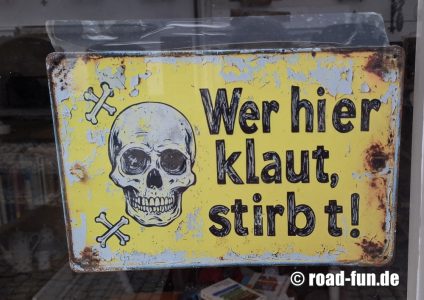 Wer hier
klaut,
stirbt!
© road-fun.de